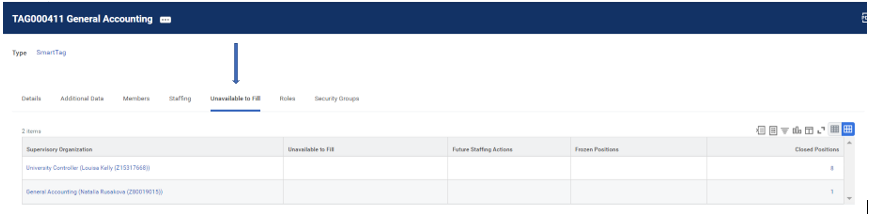 TAG000411 General Accounting
Type SmartTag
Details Additional Data Members Staffing Unavailable to Fill Roles Security Groups
2 items
Supervisory Organization Unavailable to Fill Future Staffing Actions Frozen Positions Closed Positions
University Controller (Louisa Kelly (Z15317668)) 8
General Accounting (Natalia Rusakova (Z80019015)) 1